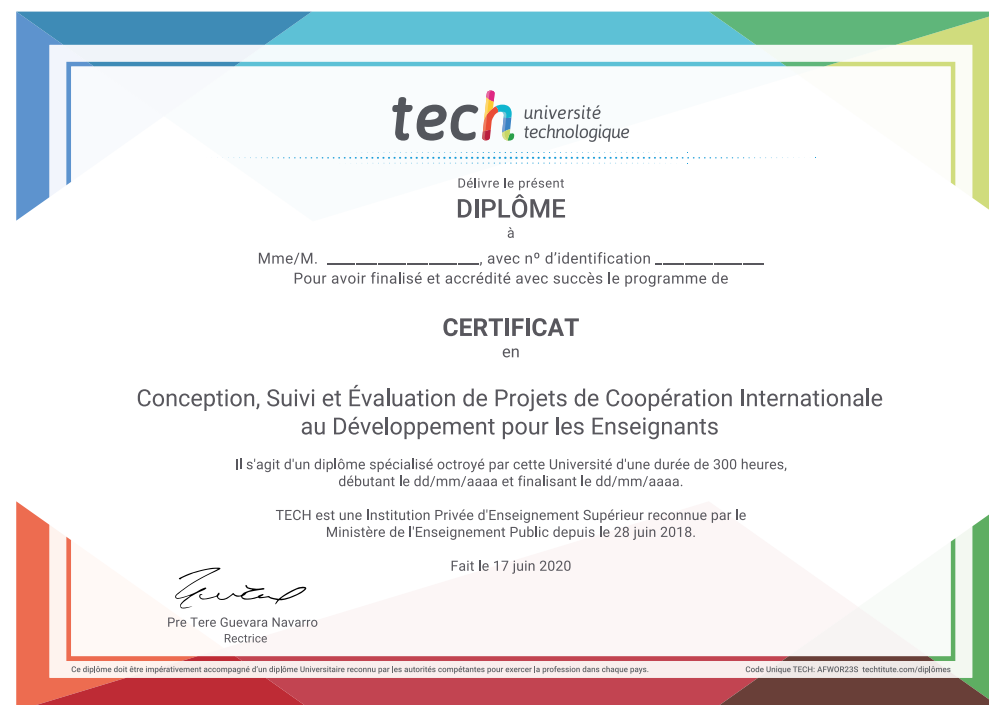 tech université
technologique
Délivre le présent
DIPLÔME
à
Mme/M. _________________, avec nº d'identification ____________
Pour avoir finalisé et accrédité avec succès le programme de
CERTIFICAT
en
Conception, Suivi et Évaluation de Projets de Coopération Internationale
au Développement pour les Enseignants
Il s'agit d'un diplôme spécialisé octroyé par cette Université d'une durée de 300 heures,
débutant le dd/mm/aaaa et finalisant le dd/mm/aaaa.
TECH est une Institution Privée d'Enseignement Supérieur reconnue par le
Ministère de l'Enseignement Public depuis le 28 juin 2018.
Fait le 17 juin 2020
Pre Tere Guevara Navarro
Rectrice
Ce diplôme doit être impérativement accompagné d'un diplôme Universitaire reconnu par les autorités compétantes pour exercer la profession dans chaque pays.
Code Unique TECH: AFWOR23S techtitute.com/diplômes